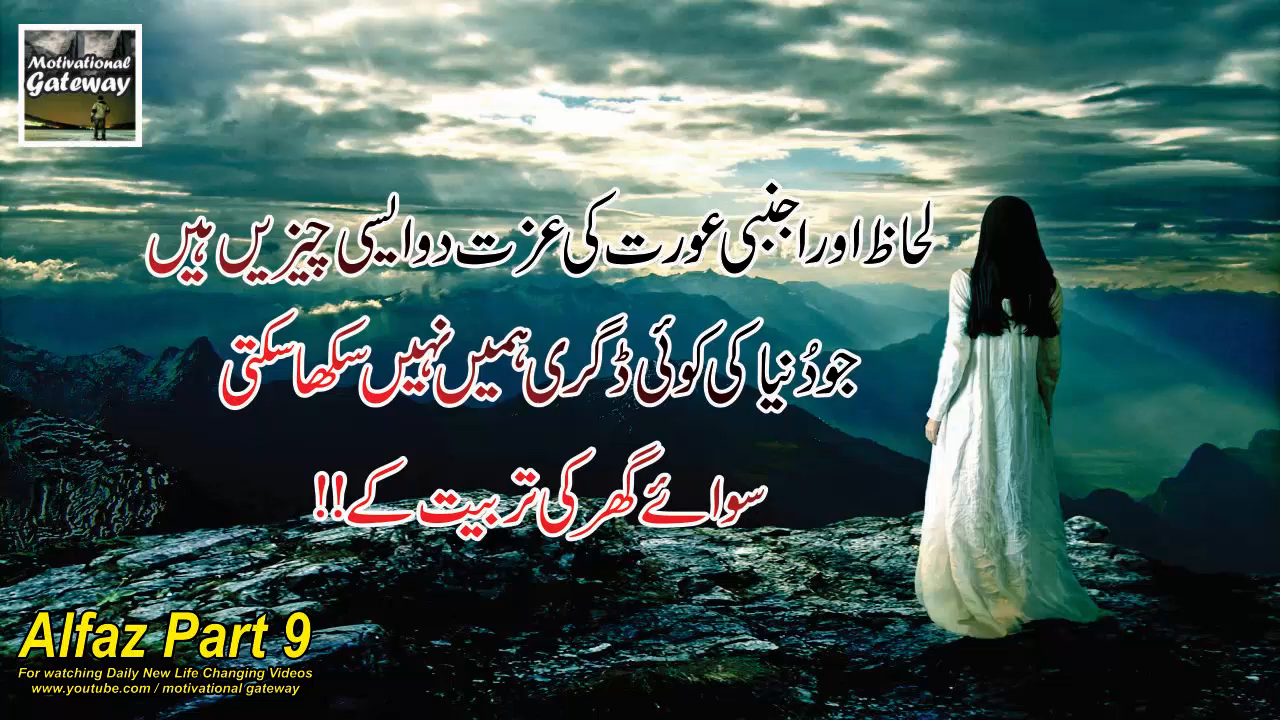 Motivational
Gateway
لحاظ اور اجنبی عورت کی عزت دو ایسی چیزیں ہیں
جو دُنیا کی کوئی ڈگری ہمیں نہیں سکھا سکتی
سوائے گھر کی تربیت کے!!
Alfaz Part 9
For watching Daily New Life Changing Videos
www.youtube.com / motivational gateway